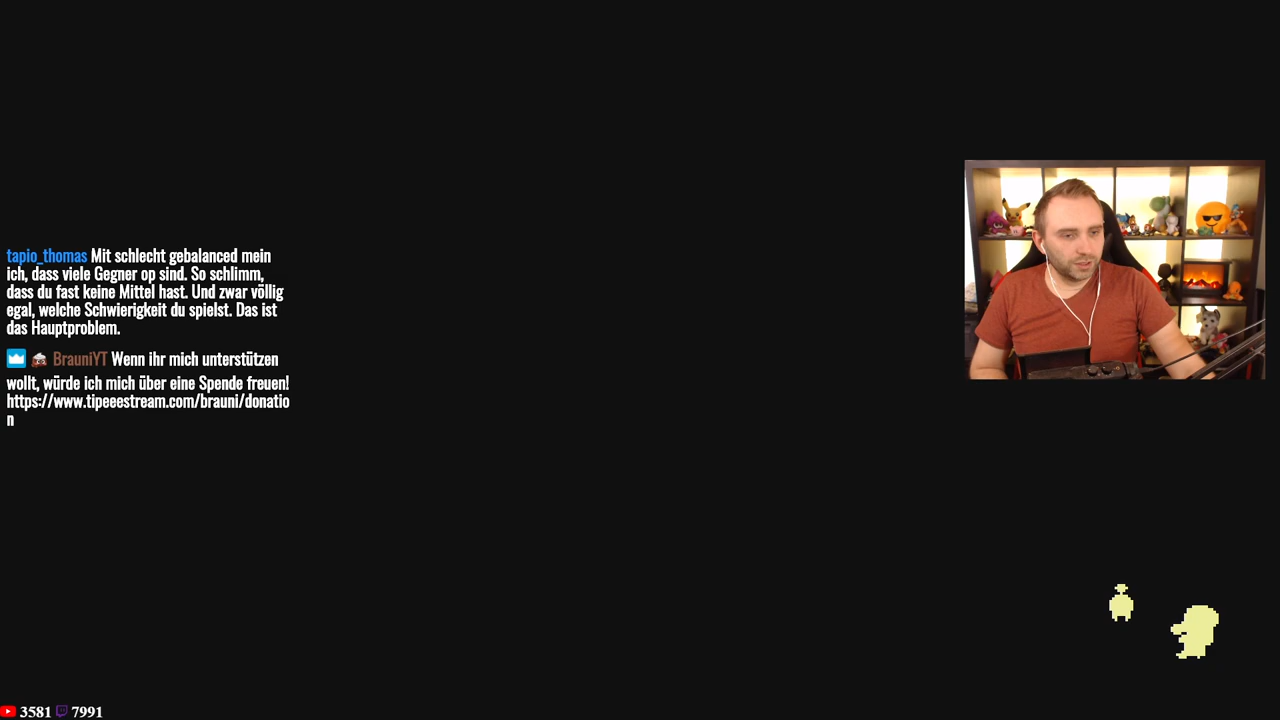 tapio_thomas Mit schlecht gebalanced mein
ich, dass viele Gegner op sind. So schlimm,
dass du fast keine Mittel hast. Und zwar völlig
egal, welche Schwierigkeit du spielst. Das ist
das Hauptproblem.
BrauniYT Wenn ihr mich unterstützen
wollt, würde ich mich über eine Spende freuen!
https://www.tipeeestream.com/brauni/donatio
n
3581 7991